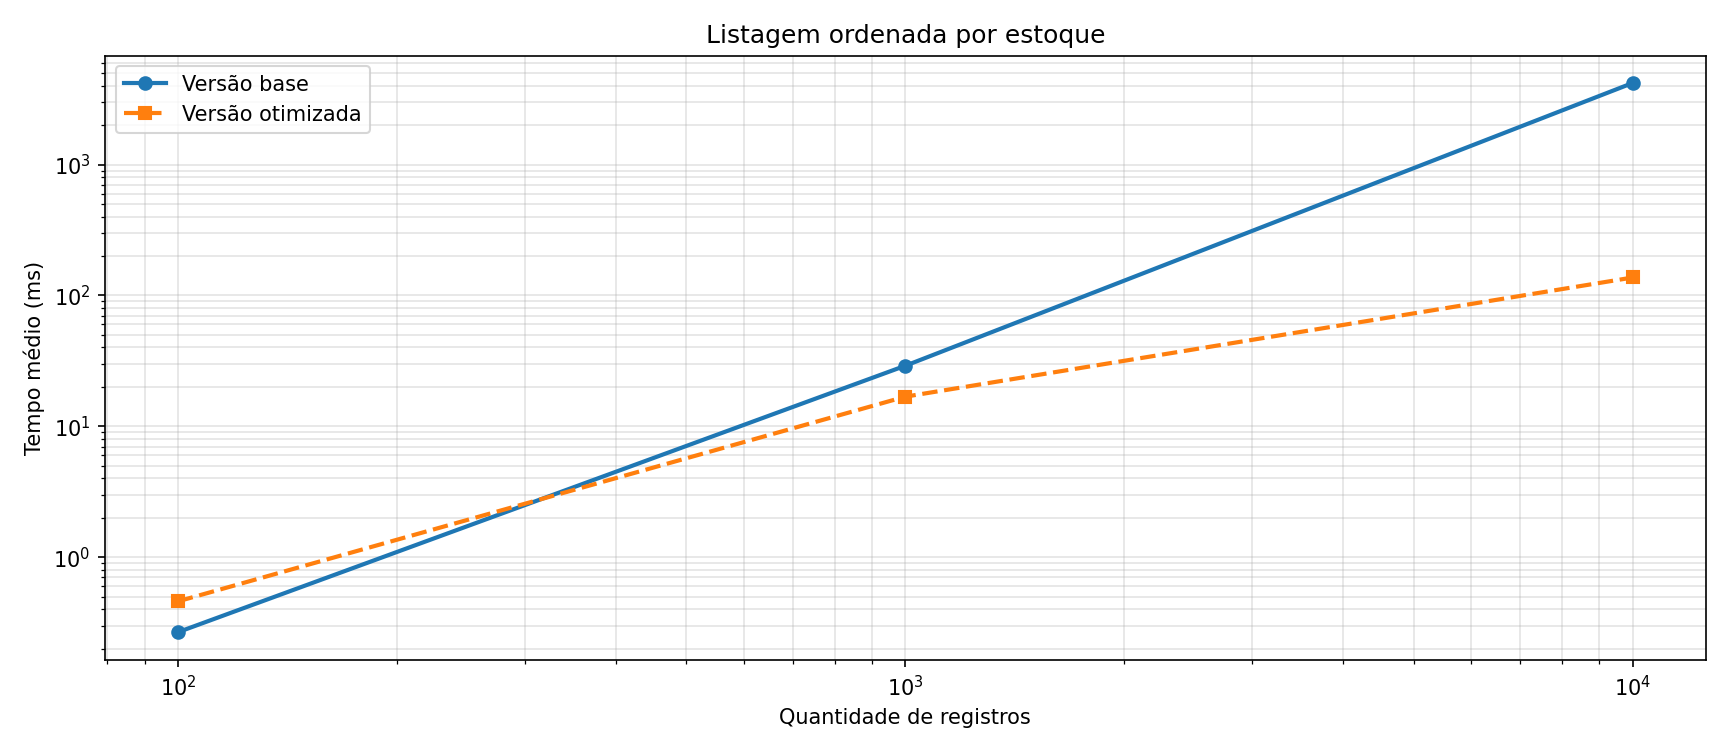 Listagem ordenada por estoque
Versão base
Versão otimizada
Tempo médio (ms)
10³
10²
10¹
10⁰
10² 10³ 10⁴
Quantidade de registros